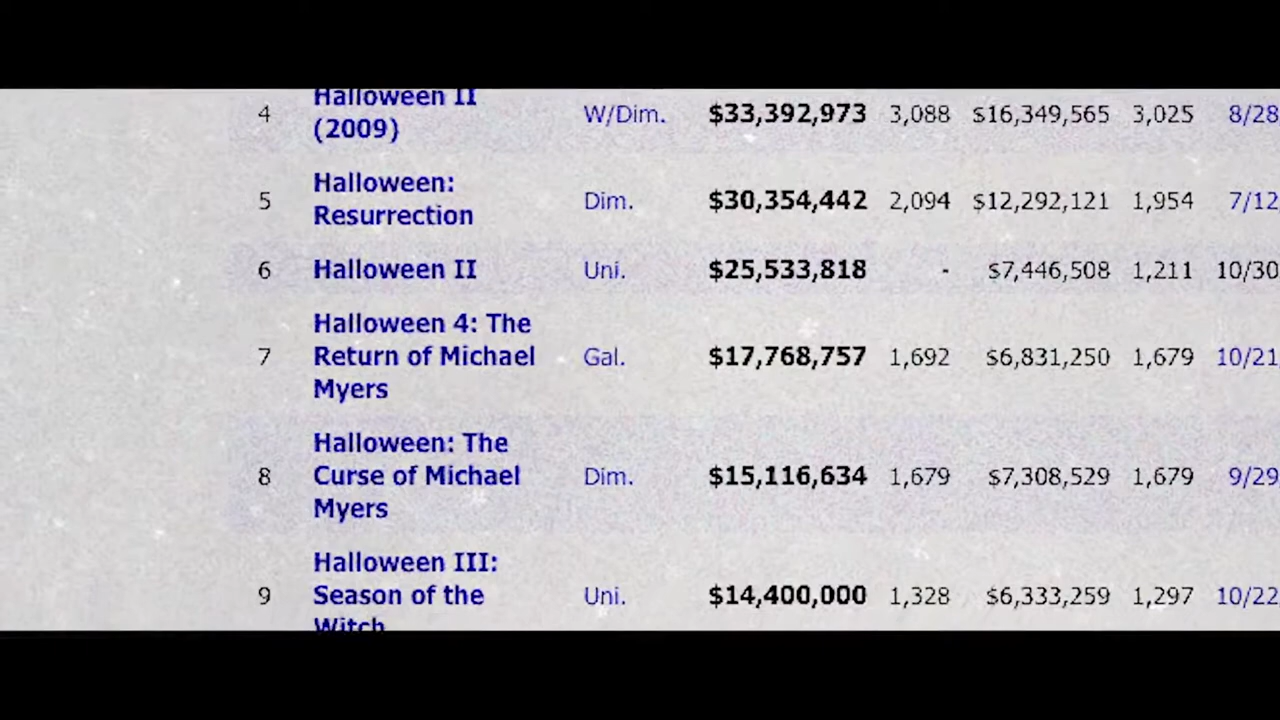 Halloween II
4 W/Dim. $33,392,973 3,088 $16,349,565 3,025 8/28
(2009)
Halloween:
5 Dim. $30,354,442 2,094 $12,292,121 1,954 7/12
Resurrection
6 Halloween II Uni. $25,533,818 - $7,446,508 1,211 10/30
Halloween 4: The
7 Return of Michael Gal. $17,768,757 1,692 $6,831,250 1,679 10/21
Myers
Halloween: The
8 Curse of Michael Dim. $15,116,634 1,679 $7,308,529 1,679 9/29
Myers
Halloween III:
9 Season of the Uni. $14,400,000 1,328 $6,333,259 1,297 10/22
Witch